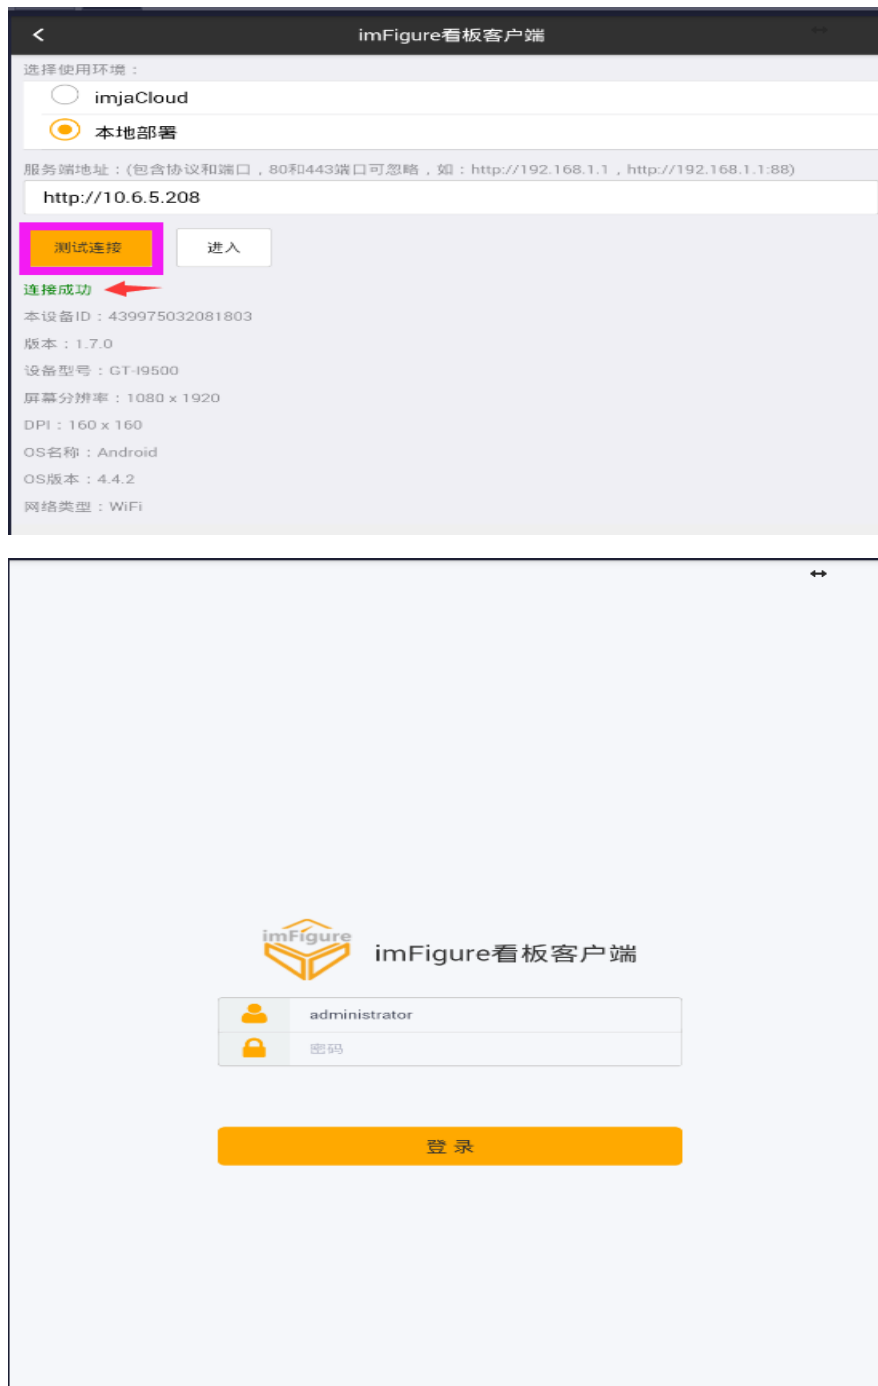 imFigure看板客户端
选择使用环境：
imjaCloud
本地部署
服务端地址：(包含协议和端口，80和443端口可忽略，如：http://192.168.1.1，http://192.168.1.1:88)
http://10.6.5.208
测试连接 进入
连接成功
本设备ID：439975032081803
版本：1.7.0
设备型号：GT-I9500
屏幕分辨率：1080 x 1920
DPI：160 x 160
OS名称：Android
OS版本：4.4.2
网络类型：WiFi
imFigure
imFigure看板客户端
administrator
密码
登 录